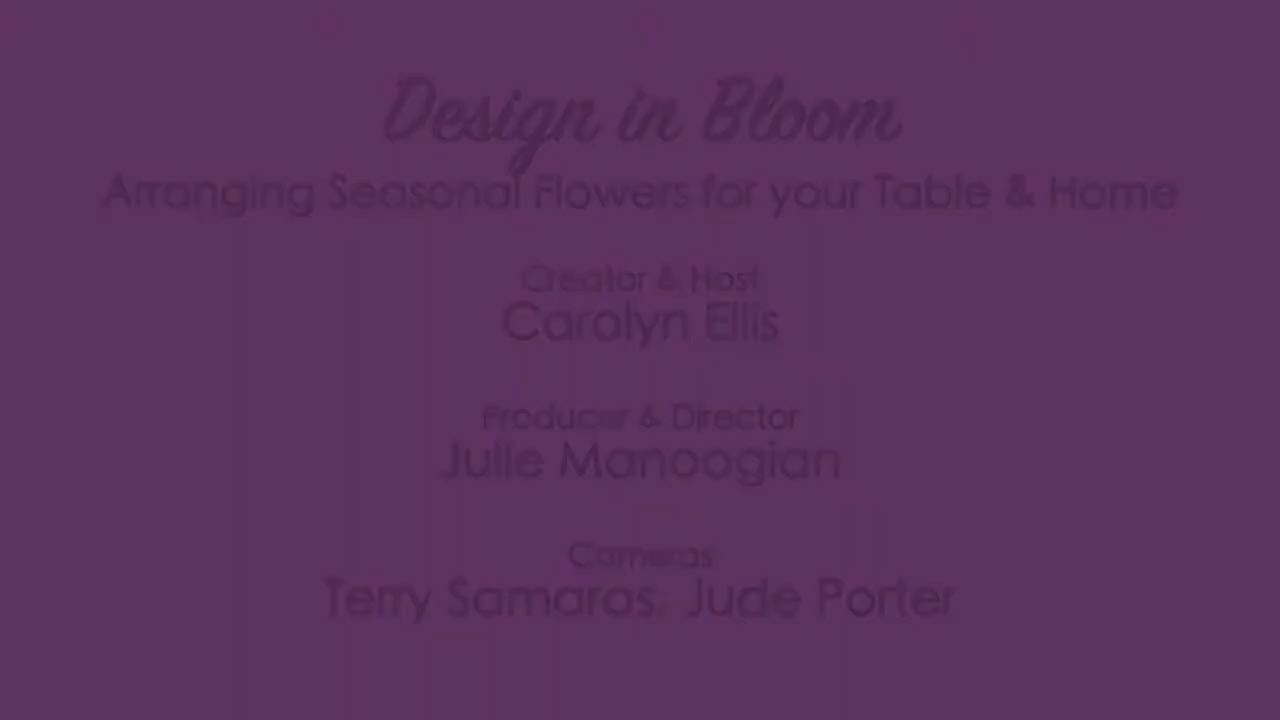 Design in Bloom
Arranging Seasonal Flowers for your Table & Home
Creator & Host
Caralyn Ellis
Producer & Director
Julie Manoogian
Cameras
Terry Samaras, Jude Porter